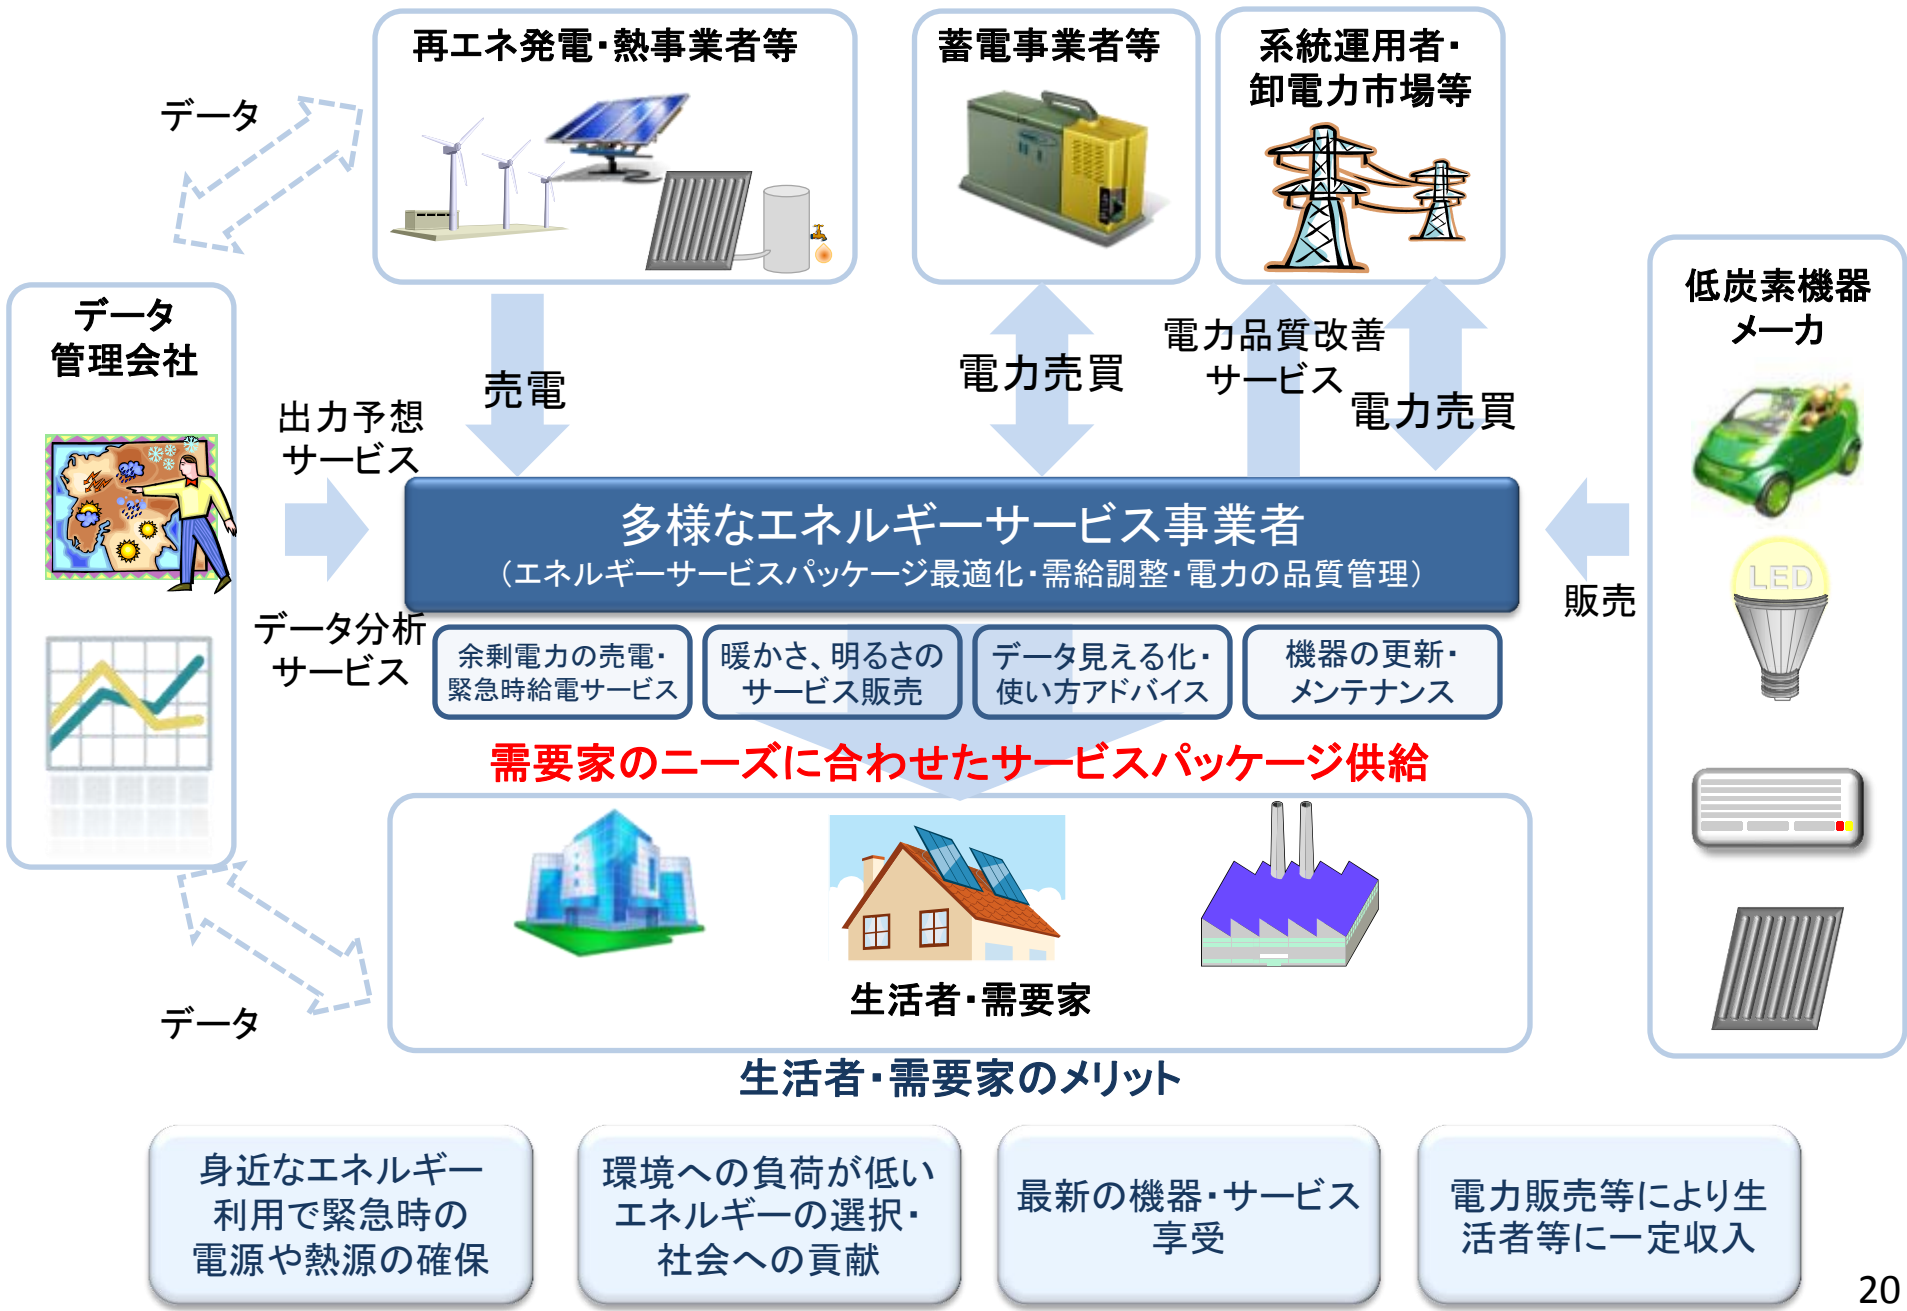 再エネ発電・熱事業者等
蓄電事業者等
系統運用者・
卸電力市場等
データ
データ
管理会社
低炭素機器
メーカ
売電
電力売買
電力品質改善
サービス
電力売買
出力予想
サービス
多様なエネルギーサービス事業者
（エネルギーサービスパッケージ最適化・需給調整・電力の品質管理）
LED
販売
データ分析
サービス
余剰電力の売電・
緊急時給電サービス
暖かさ、明るさの
サービス販売
データ見える化・
使い方アドバイス
機器の更新・
メンテナンス
需要家のニーズに合わせたサービスパッケージ供給
生活者・需要家
データ
生活者・需要家のメリット
身近なエネルギー
利用で緊急時の
電源や熱源の確保
環境への負荷が低い
エネルギーの選択・
社会への貢献
最新の機器・サービス
享受
電力販売等により生
活者等に一定収入
20